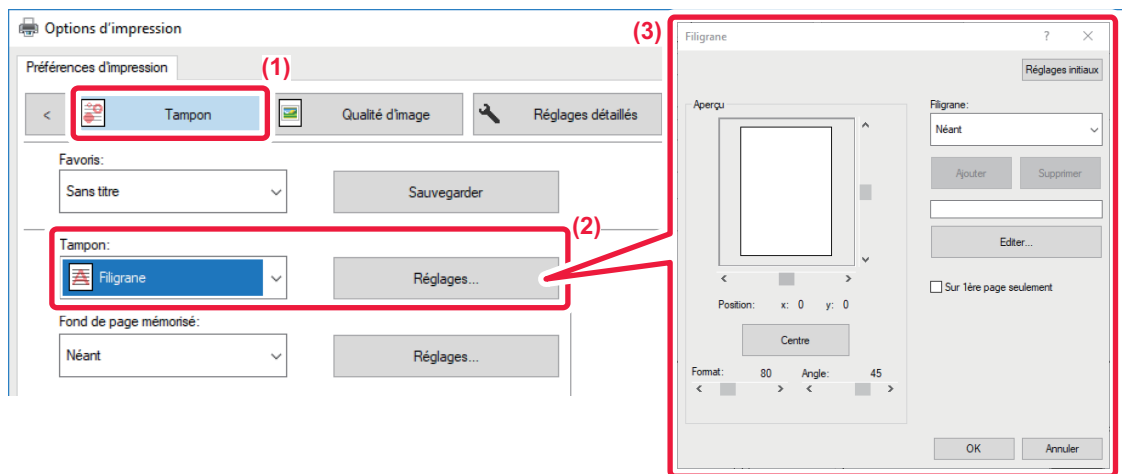 Options d'impression
Préférences d'impression
(1)
<
Tampon
Qualité d'image
Réglages détaillés
Favoris:
Sans titre
Sauvegarder
(2)
Tampon:
Filigrane
Réglages...
Fond de page mémorisé:
Néant
Réglages...
(3)
Filigrane
?
Réglages initiaux
Aperçu
Filigrane:
Néant
Ajouter
Supprimer
Editer...
Sur 1ère page seulement
Position: x: 0 y: 0
Centre
Format: 80 Angle: 45
< > < >
OK
Annuler